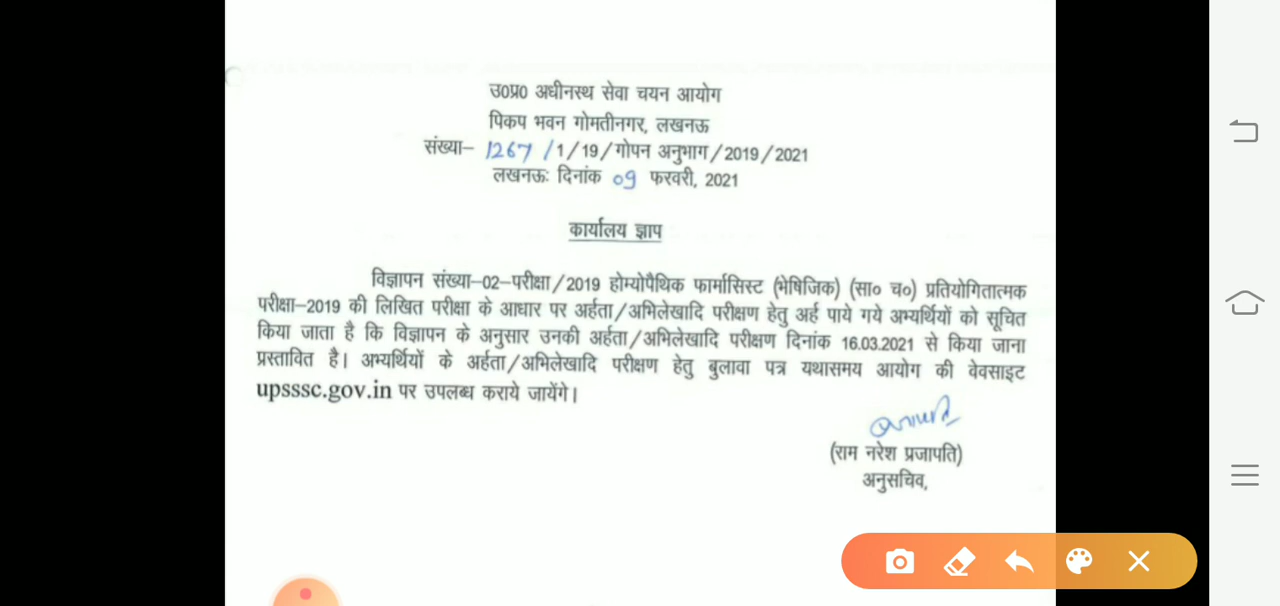 उ0प्र0 अधीनस्थ सेवा चयन आयोग
पिकप भवन गोमतीनगर, लखनऊ
संख्या– 1267/1/19/गोपन अनुभाग/2019/2021
लखनऊः दिनांक 09 फरवरी, 2021
कार्यालय ज्ञाप
विज्ञापन संख्या–02–परीक्षा/2019 होम्योपैथिक फार्मासिस्ट (भेषिजिक) (सा० च०) प्रतियोगितात्मक
परीक्षा–2019 की लिखित परीक्षा के आधार पर अर्हता/अभिलेखादि परीक्षण हेतु अर्ह पाये गये अभ्यर्थियों को सूचित
किया जाता है कि विज्ञापन के अनुसार उनकी अर्हता/अभिलेखादि परीक्षण दिनांक 16.03.2021 से किया जाना
प्रस्तावित है। अभ्यर्थियों के अर्हता/अभिलेखादि परीक्षण हेतु बुलावा पत्र यथासमय आयोग की वेवसाइट
upsssc.gov.in पर उपलब्ध कराये जायेंगे।
(राम नरेश प्रजापति)
अनुसचिव,